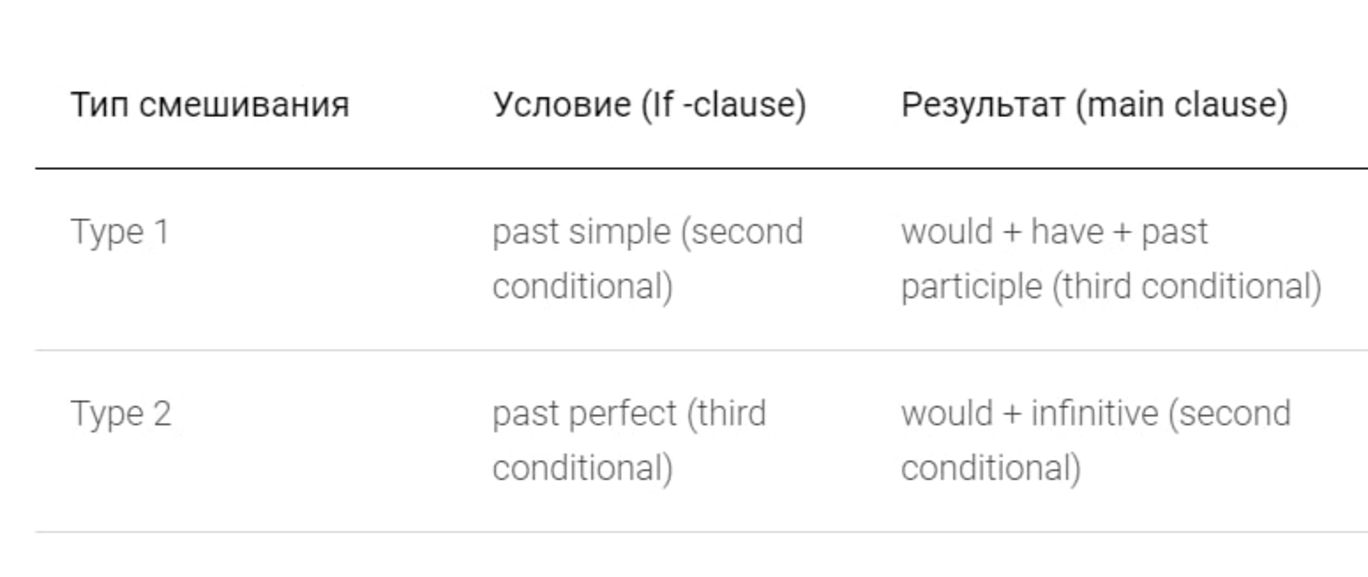 Тип смешивания Условие (If -clause) Результат (main clause)
Type 1 past simple (second would + have + past
conditional) participle (third conditional)
Type 2 past perfect (third would + infinitive (second
conditional) conditional)